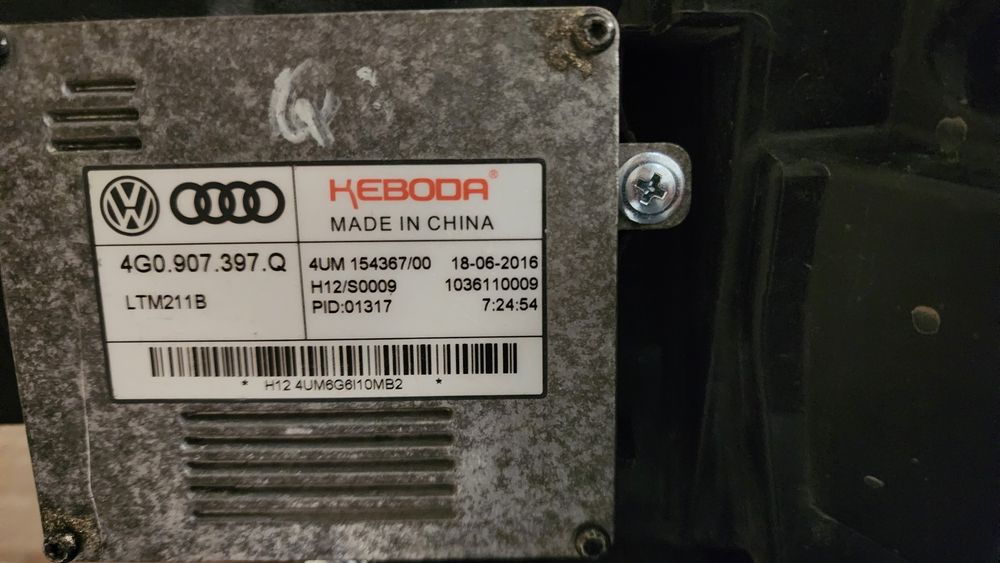 KEBODA®
MADE IN CHINA
4G0.907.397.Q
LTM211B
4UM 154367/00 18-06-2016
H12/S0009 1036110009
PID:01317 7:24:54
* H12 4UM6G6I10MB2 *